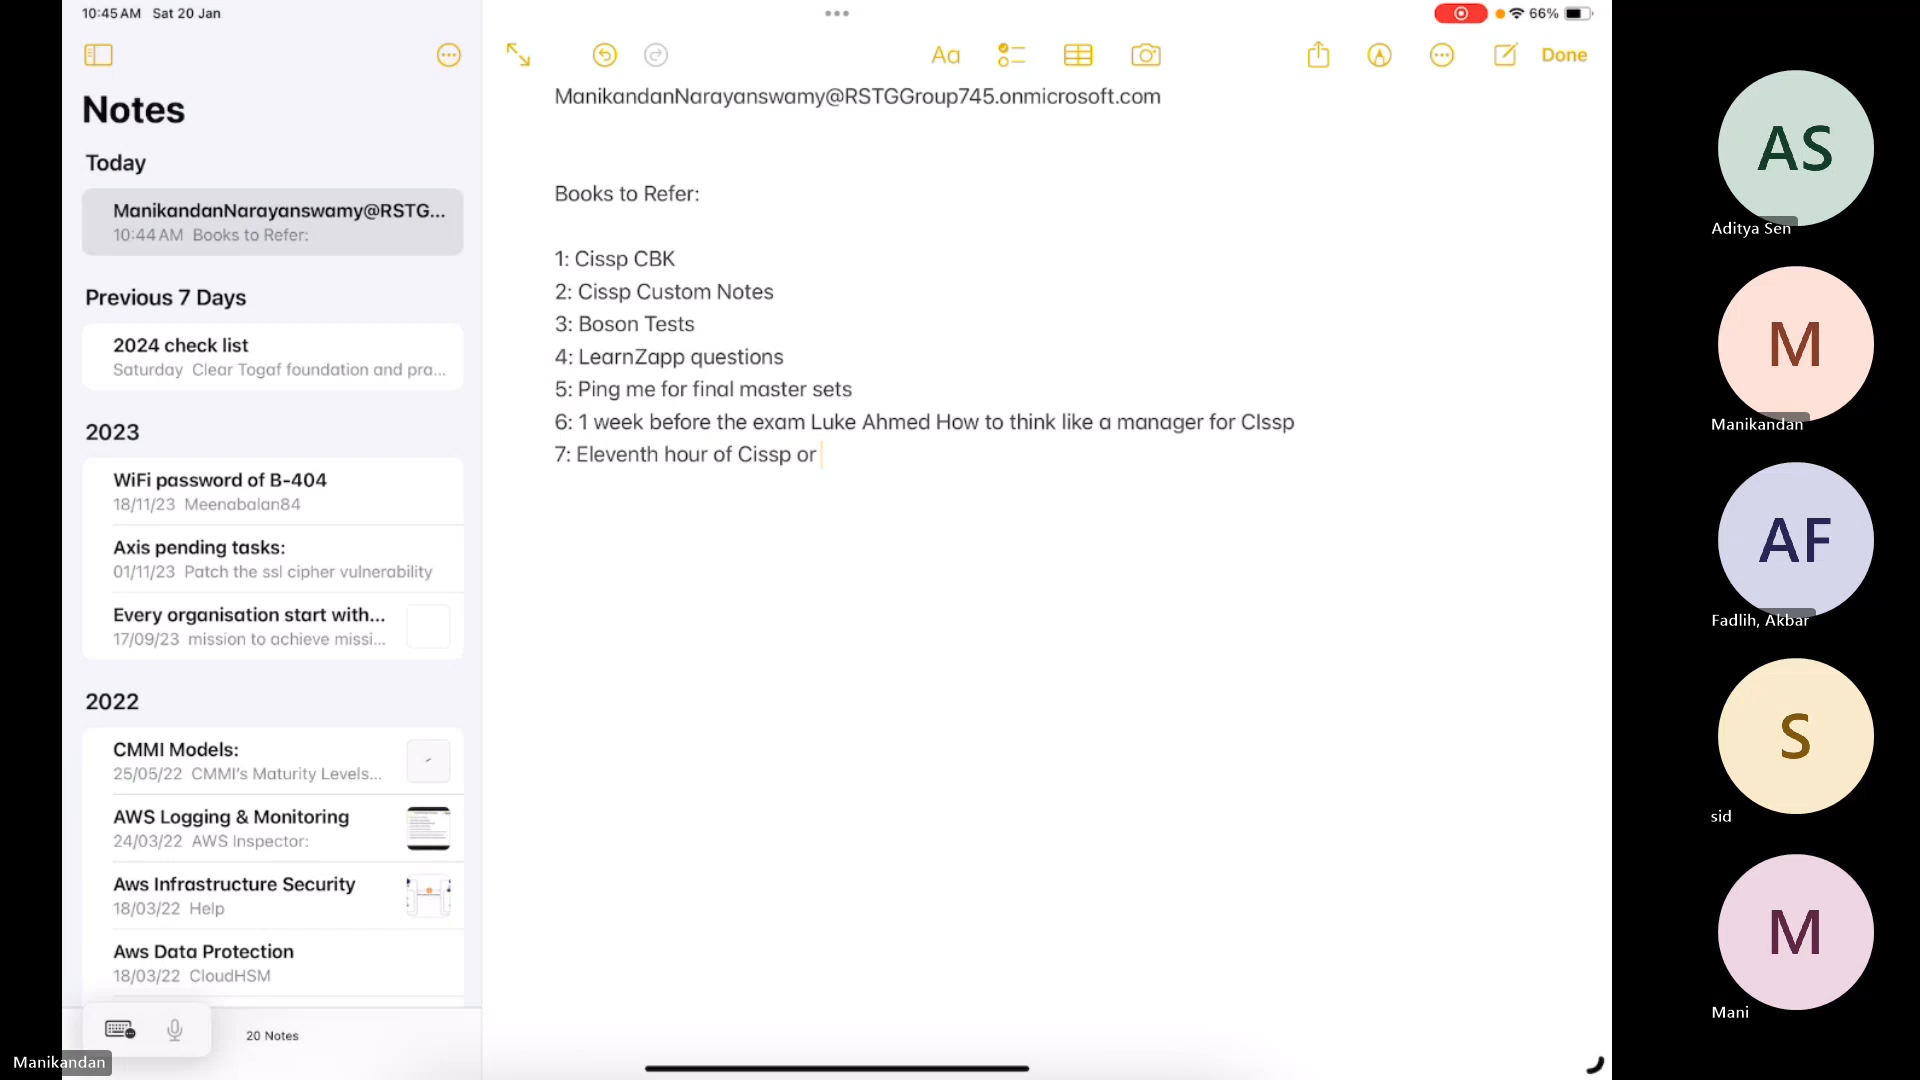 10:45 AM Sat 20 Jan
66%
Notes
Today
ManikandanNarayanswamy@RSTG...
10:44 AM Books to Refer:
Previous 7 Days
2024 check list
Saturday Clear Togaf foundation and pra...
2023
WiFi password of B-404
18/11/23 Meenabalan84
Axis pending tasks:
01/11/23 Patch the ssl cipher vulnerability
Every organisation start with...
17/09/23 mission to achieve missi...
2022
CMMI Models:
25/05/22 CMMI's Maturity Levels...
AWS Logging & Monitoring
24/03/22 AWS Inspector:
Aws Infrastructure Security
18/03/22 Help
Aws Data Protection
18/03/22 CloudHSM
20 Notes
Manikandan
Aa
Done
ManikandanNarayanswamy@RSTGGroup745.onmicrosoft.com
Books to Refer:
1: Cissp CBK
2: Cissp Custom Notes
3: Boson Tests
4: LearnZapp questions
5: Ping me for final master sets
6: 1 week before the exam Luke Ahmed How to think like a manager for CIssp
7: Eleventh hour of Cissp or
AS
Aditya Sen
M
Manikandan
AF
Fadlih, Akbar
S
sid
M
Mani